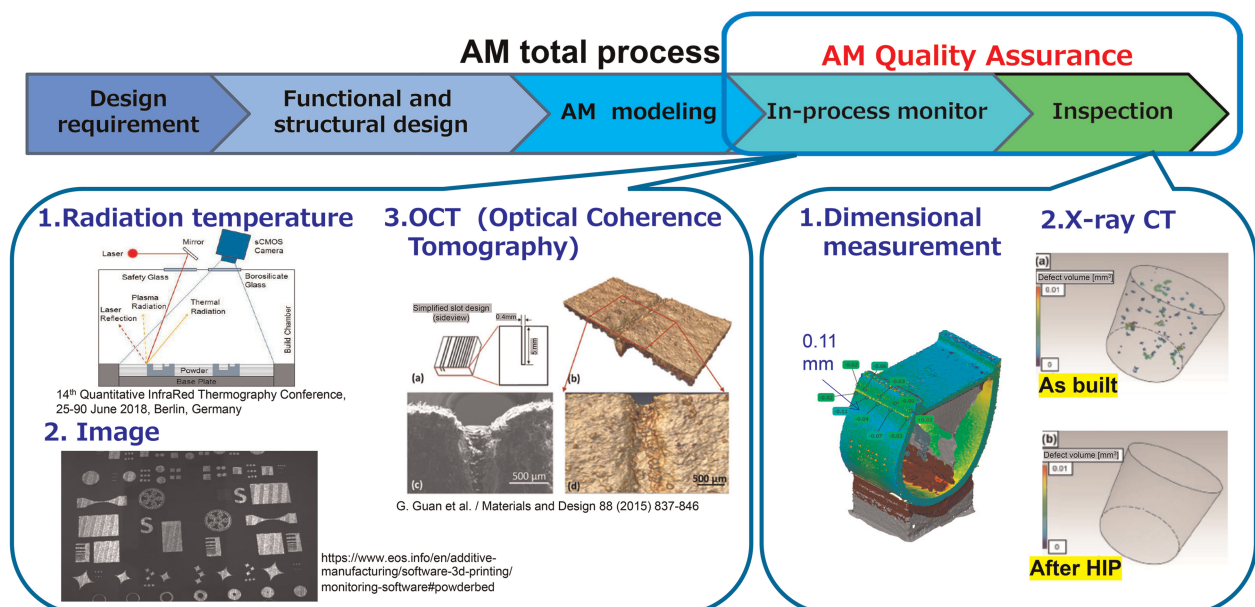 AM total process
AM Quality Assurance
Design
requirement
Functional and
structural design
AM modeling
In-process monitor
Inspection
1.Radiation temperature
Laser
Mirror
sCMOS
Camera
Safety Glass
Borosilicate
Glass
Plasma
Radiation
Thermal
Radiation
Laser
Reflection
Build Chamber
Powder
Base Plate
14th Quantitative InfraRed Thermography Conference,
25-90 June 2018, Berlin, Germany
2. Image
S
S
https://www.eos.info/en/additive-
manufacturing/software-3d-printing/
monitoring-software#powderbed
3.OCT (Optical Coherence
Tomography)
Simplified slot design
(sideview)
0.4mm
5mm
(a)
(b)
(c)
500 µm
(d)
500 µm
G. Guan et al. / Materials and Design 88 (2015) 837-846
1.Dimensional
measurement
0.11
mm
2.X-ray CT
(a)
Defect volume [mm³]
0.01
0
As built
(b)
Defect volume [mm³]
0.01
0
After HIP